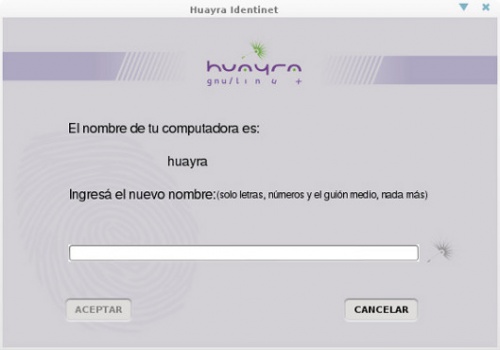 Huayra Identinet
huayra
gnu/linux
El nombre de tu computadora es:
huayra
Ingresá el nuevo nombre:(solo letras, números y el guión medio, nada más)
ACEPTAR
CANCELAR